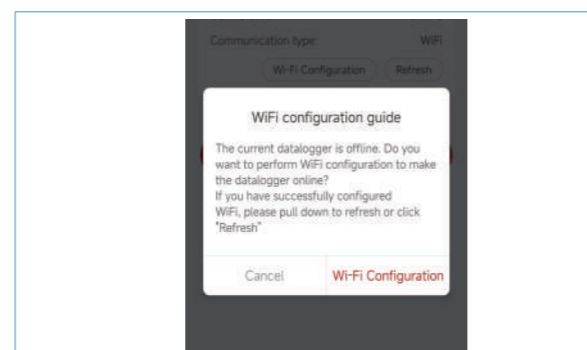 Communication type: WiFi
Wi-Fi Configuration Refresh
WiFi configuration guide
The current datalogger is offline. Do you
want to perform WiFi configuration to make
the datalogger online?
If you have successfully configured
WiFi, please pull down to refresh or click
"Refresh"
Cancel Wi-Fi Configuration